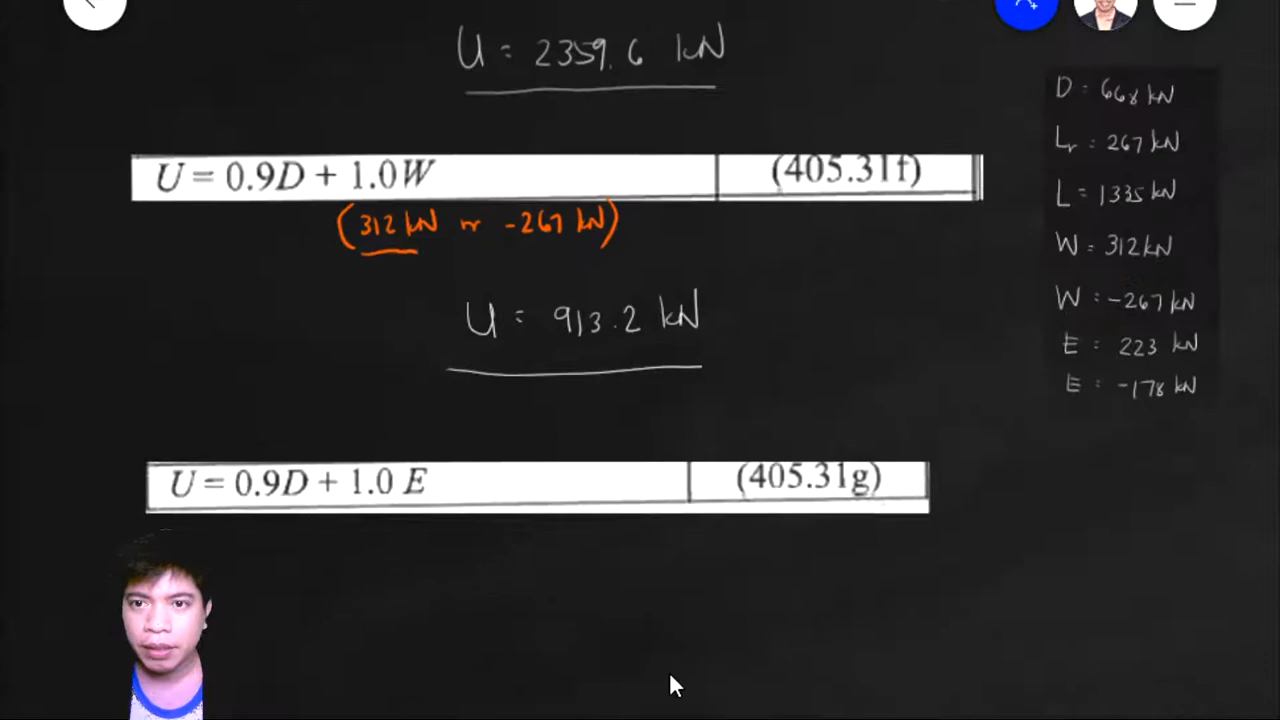 U = 2359.6 kN
U = 0.9D + 1.0W (405.31f)
(312 kN or -267 kN)
U = 913.2 kN
U = 0.9D + 1.0 E (405.31g)
D = 668 kN
Lr = 267 kN
L = 1335 kN
W = 312 kN
W = -267 kN
E = 223 kN
E = -178 kN